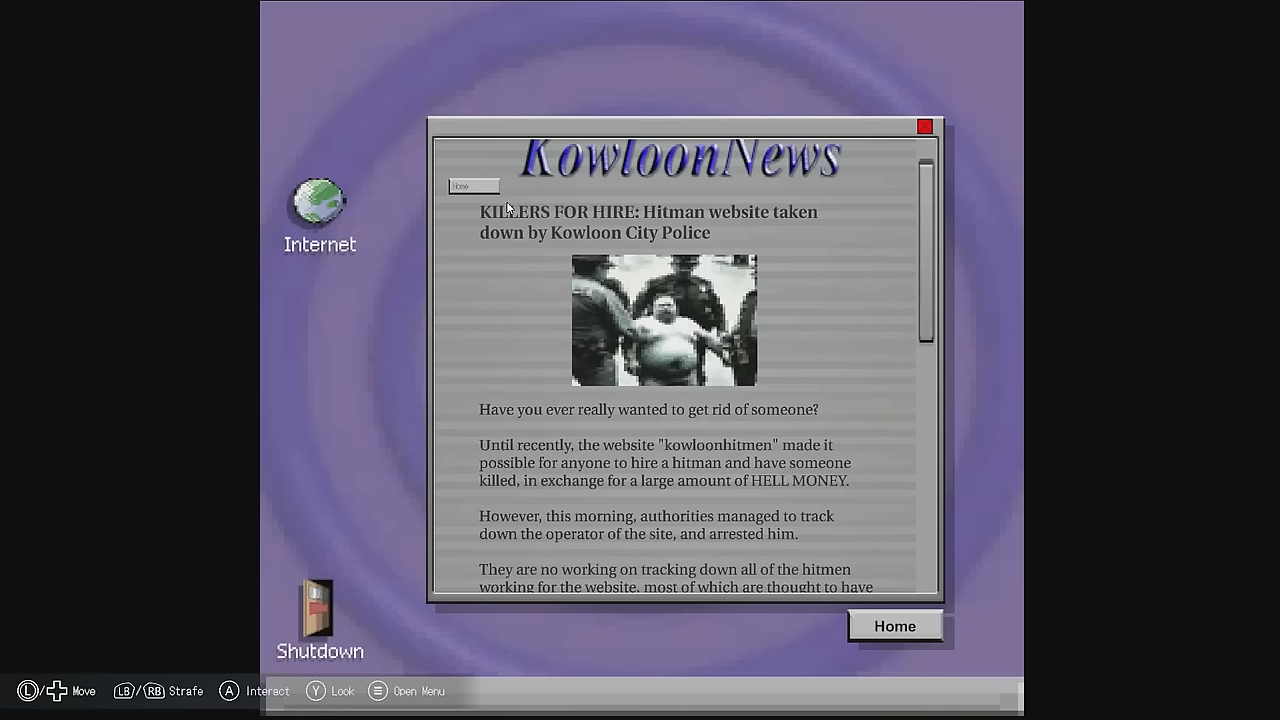 KowloonNews
Home
KILLERS FOR HIRE: Hitman website taken
down by Kowloon City Police
Internet
Have you ever really wanted to get rid of someone?
Until recently, the website "kowloonhitmen" made it
possible for anyone to hire a hitman and have someone
killed, in exchange for a large amount of HELL MONEY.
However, this morning, authorities managed to track
down the operator of the site, and arrested him.
They are no working on tracking down all of the hitmen
working for the website, most of which are thought to have
Home
Shutdown
L/ Move LB/RB Strafe A Interact Y Look Open Menu